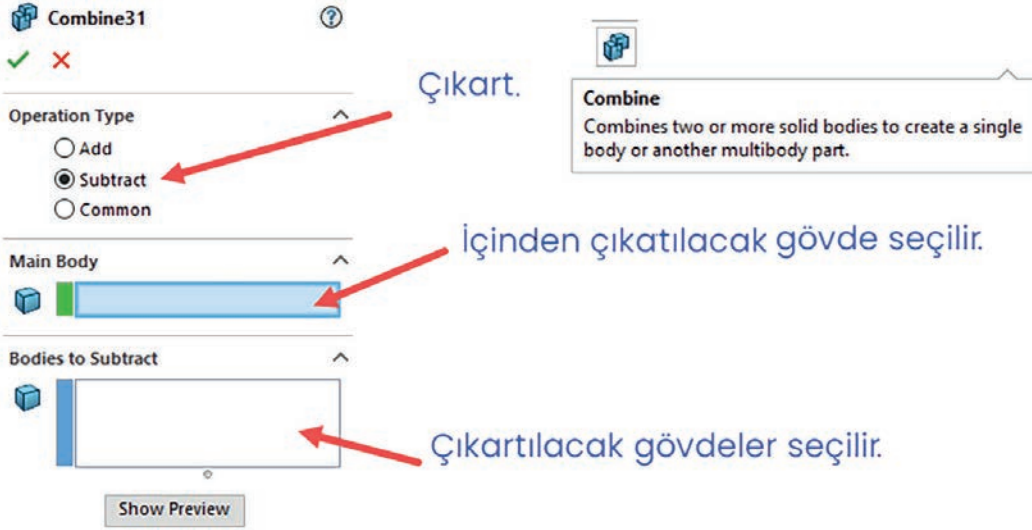 Combine31
Operation Type
Add
Subtract
Common
Main Body
Bodies to Subtract
Show Preview
Çıkart.
Combine
Combines two or more solid bodies to create a single
body or another multibody part.
İçinden çıkatılacak gövde seçilir.
Çıkartılacak gövdeler seçilir.